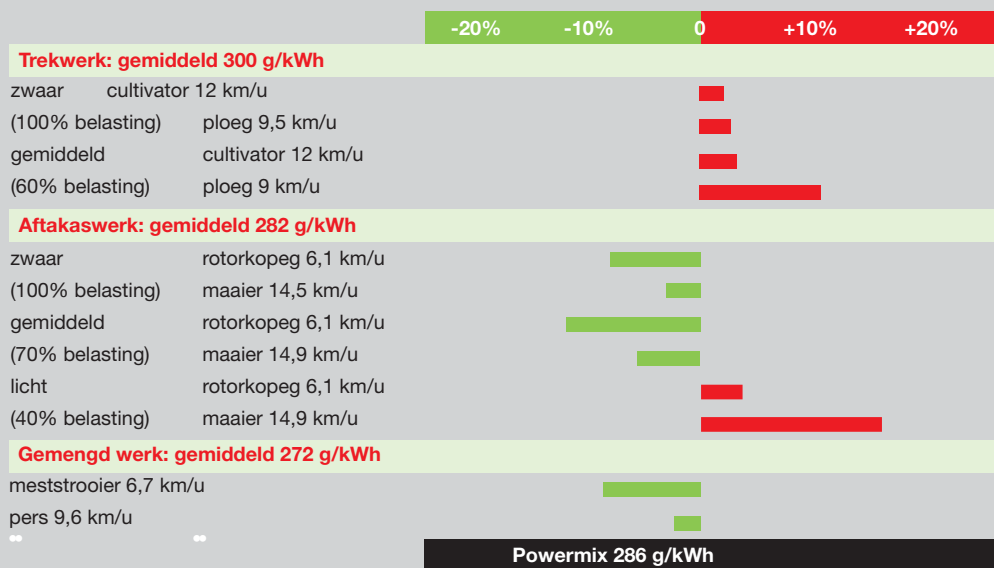 -20% -10% 0 +10% +20%
Trekwerk: gemiddeld 300 g/kWh
zwaar cultivator 12 km/u
(100% belasting) ploeg 9,5 km/u
gemiddeld cultivator 12 km/u
(60% belasting) ploeg 9 km/u
Aftakaswerk: gemiddeld 282 g/kWh
zwaar rotorkopeg 6,1 km/u
(100% belasting) maaier 14,5 km/u
gemiddeld rotorkopeg 6,1 km/u
(70% belasting) maaier 14,9 km/u
licht rotorkopeg 6,1 km/u
(40% belasting) maaier 14,9 km/u
Gemengd werk: gemiddeld 272 g/kWh
meststrooier 6,7 km/u
pers 9,6 km/u
Powermix 286 g/kWh